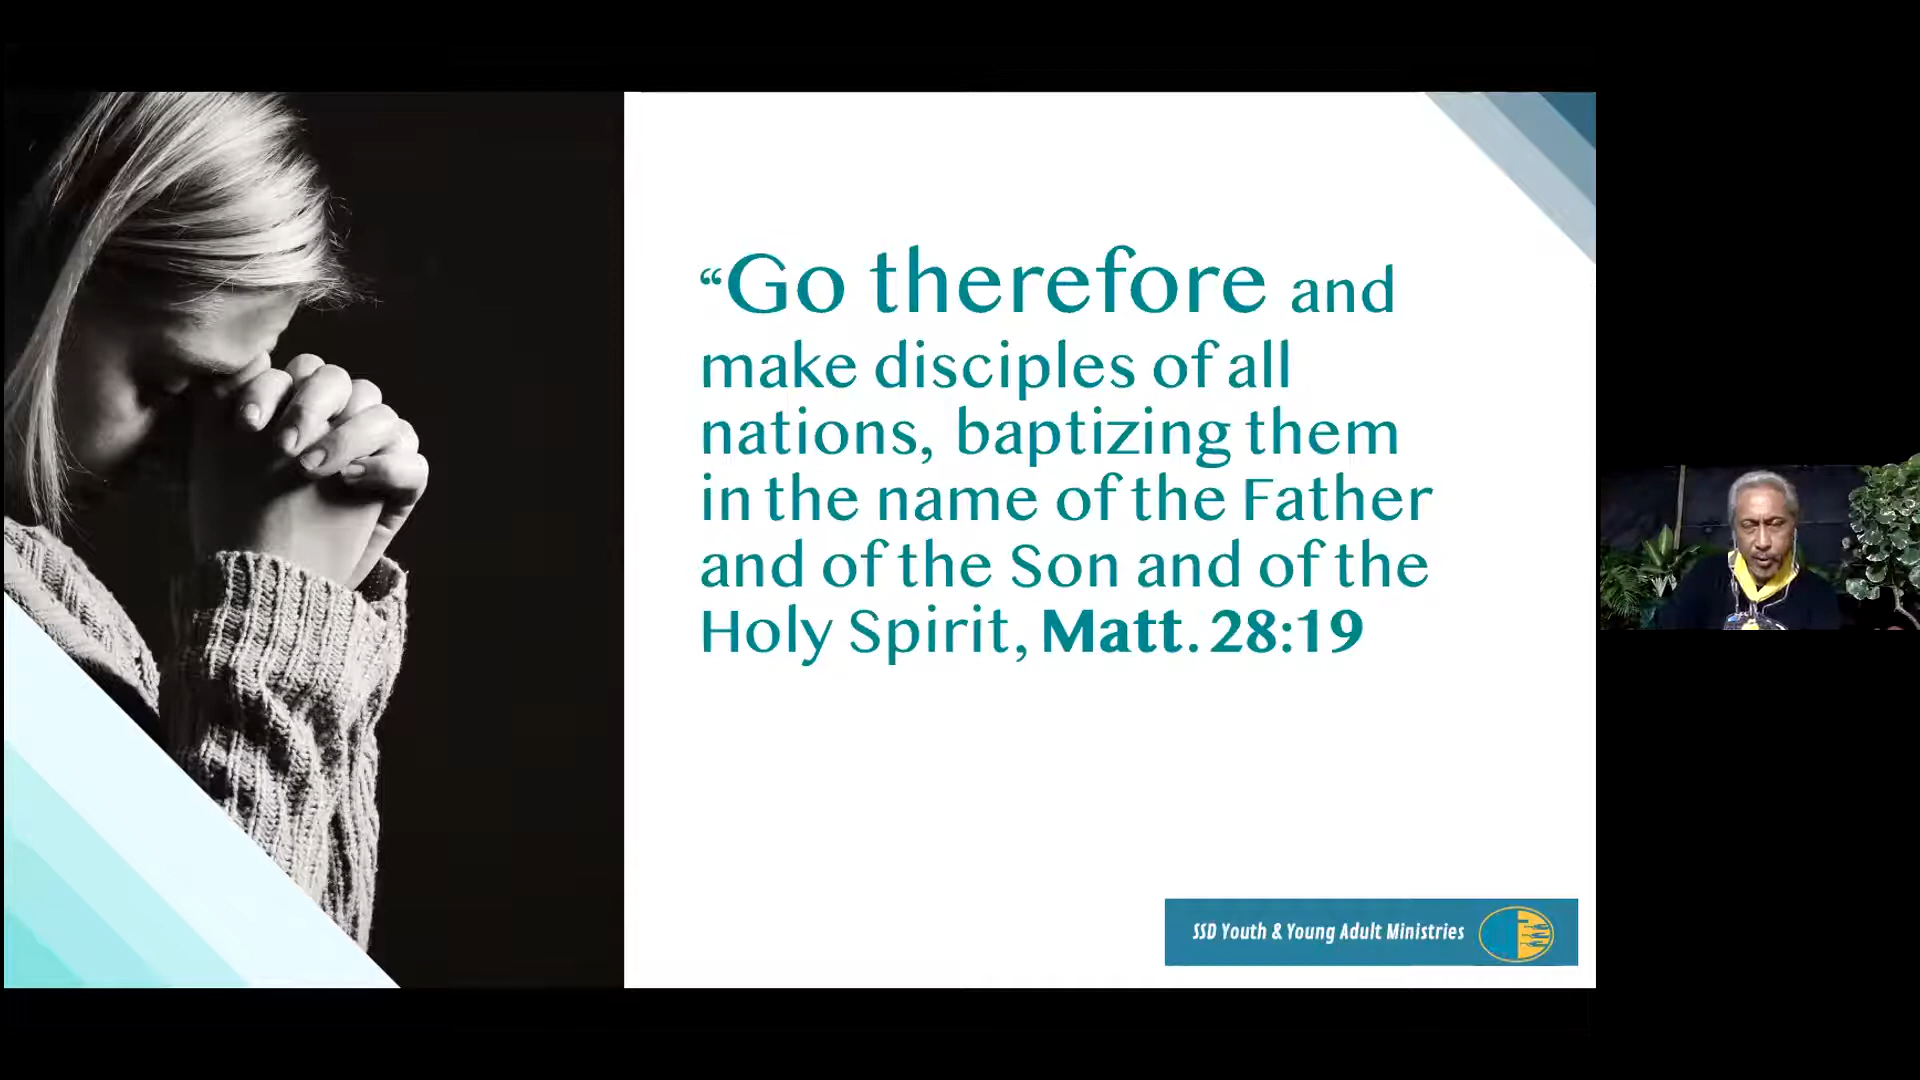 “Go therefore and
make disciples of all
nations, baptizing them
in the name of the Father
and of the Son and of the
Holy Spirit, Matt. 28:19
SSD Youth & Young Adult Ministries